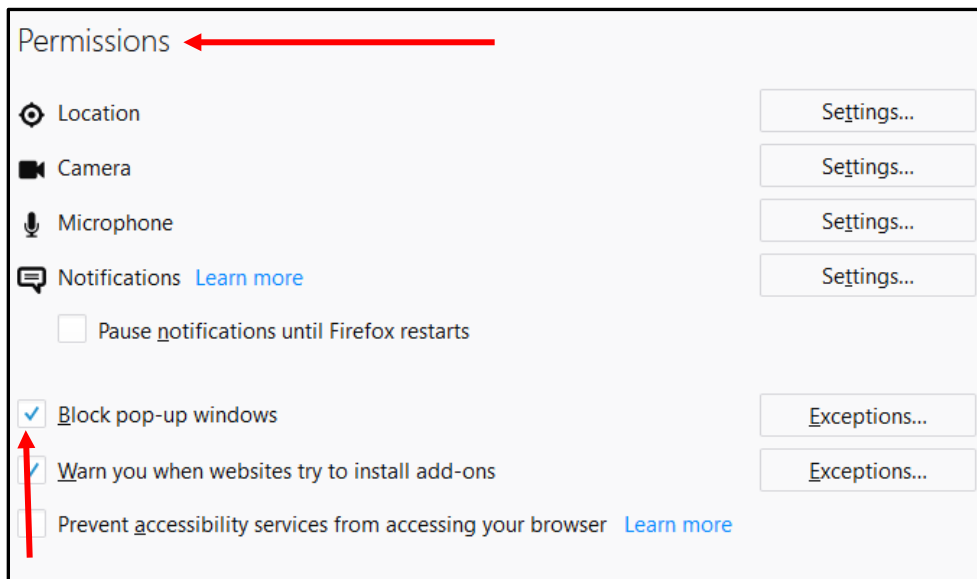 Permissions
Location Settings...
Camera Settings...
Microphone Settings...
Notifications Learn more Settings...
Pause notifications until Firefox restarts
Block pop-up windows Exceptions...
Warn you when websites try to install add-ons Exceptions...
Prevent accessibility services from accessing your browser Learn more